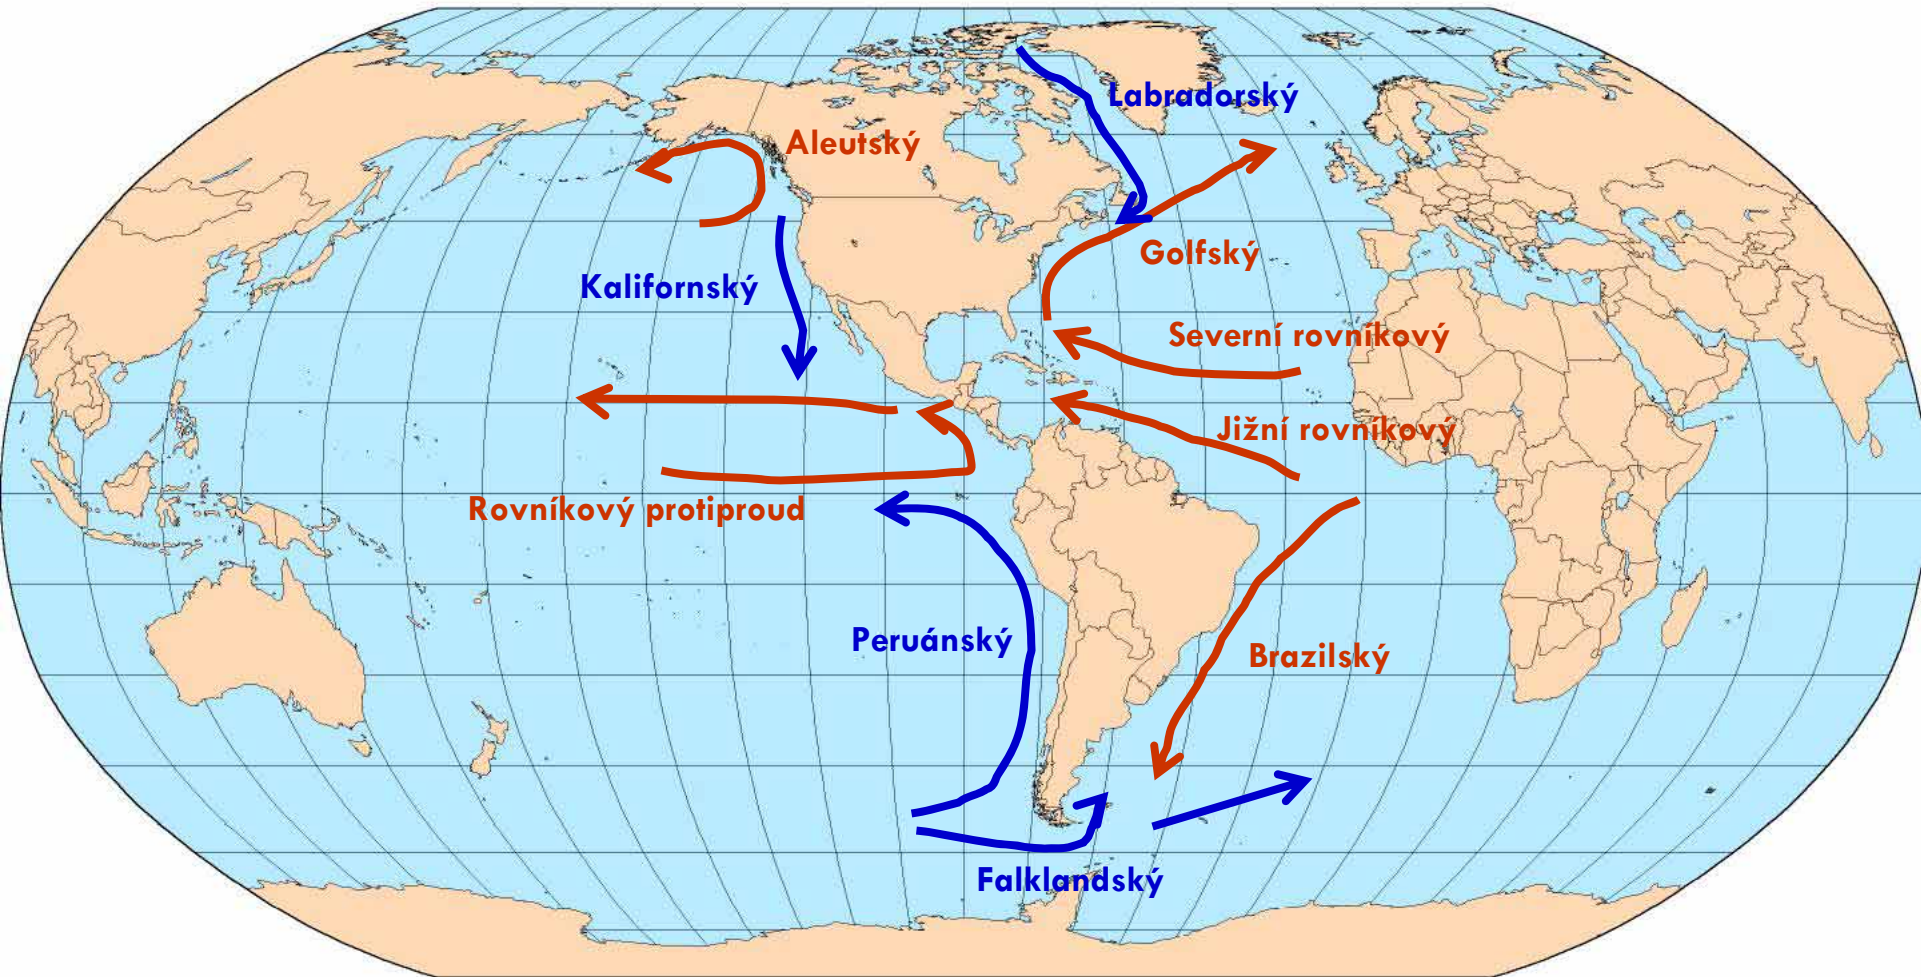 Labradorský
Aleutský
Golfský
Kalifornský
Severní rovníkový
Jižní rovníkový
Rovníkový protiproud
Peruánský
Brazilský
Falklandský